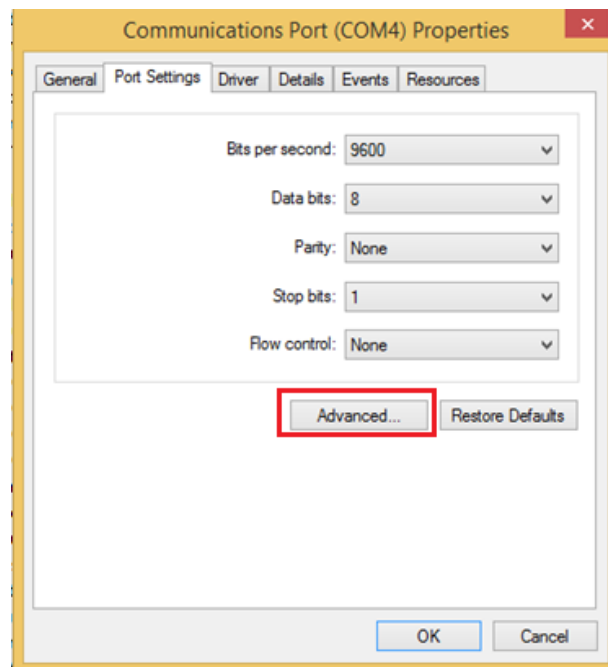 Communications Port (COM4) Properties
General Port Settings Driver Details Events Resources
Bits per second: 9600
Data bits: 8
Parity: None
Stop bits: 1
Flow control: None
Advanced... Restore Defaults
OK Cancel